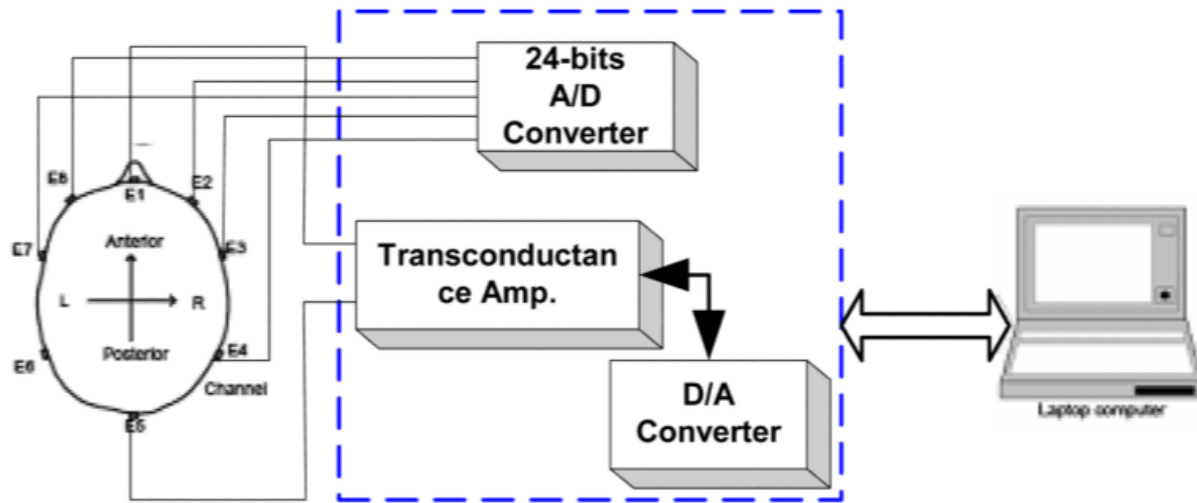 24-bits
A/D
Converter
E8
E1
E2
E7
Anterior
E3
L
R
Transconductan
ce Amp.
E6
Posterior
E4
Channel
E5
D/A
Converter
Laptop computer